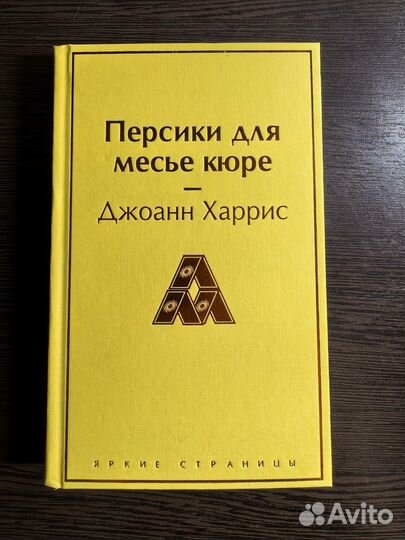 Персики для
месье кюре
Джоанн Харрис
ЯРКИЕ СТРАНИЦЫ
Avito